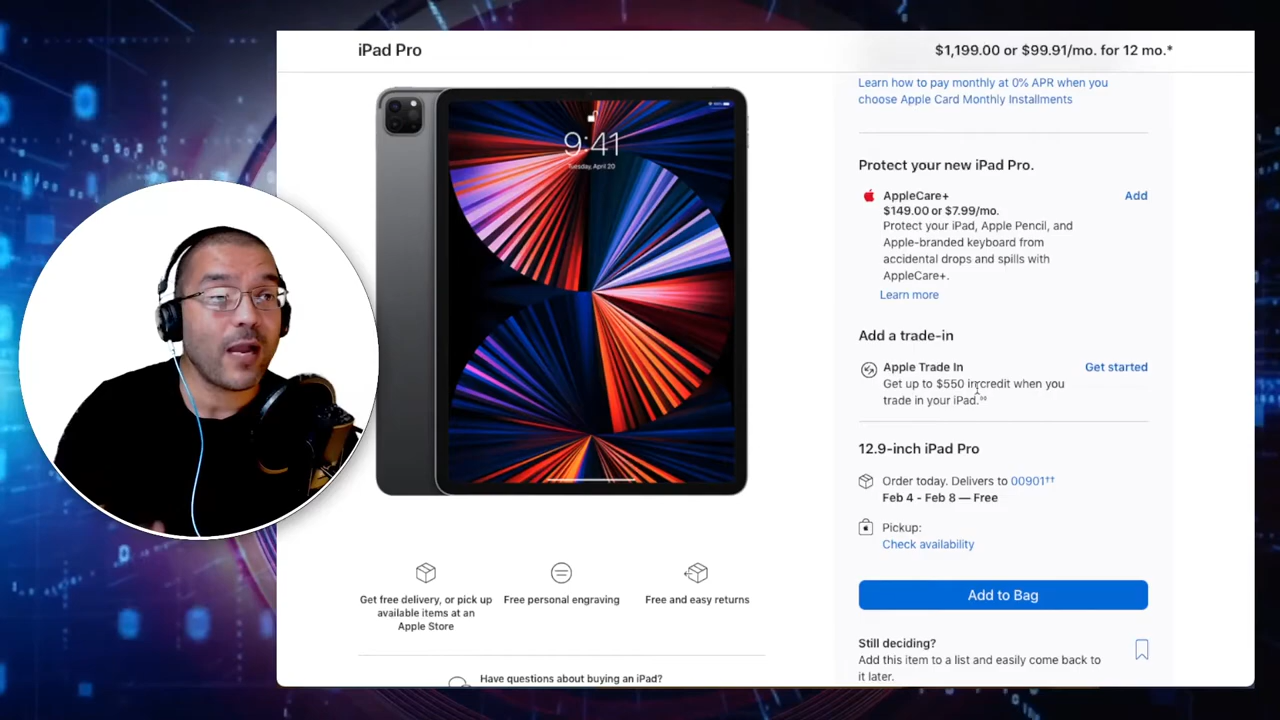 iPad Pro
$1,199.00 or $99.91/mo. for 12 mo.*
9:41
Tuesday, April 20
Get free delivery, or pick up
available items at an
Apple Store
Free personal engraving
Free and easy returns
Have questions about buying an iPad?
Learn how to pay monthly at 0% APR when you
choose Apple Card Monthly Installments
Protect your new iPad Pro.
AppleCare+
Add
$149.00 or $7.99/mo.
Protect your iPad, Apple Pencil, and
Apple-branded keyboard from
accidental drops and spills with
AppleCare+.
Learn more
Add a trade-in
Apple Trade In
Get started
Get up to $550 in credit when you
trade in your iPad.
12.9-inch iPad Pro
Order today. Delivers to 00901††
Feb 4 - Feb 8 — Free
Pickup:
Check availability
Add to Bag
Still deciding?
Add this item to a list and easily come back to
it later.